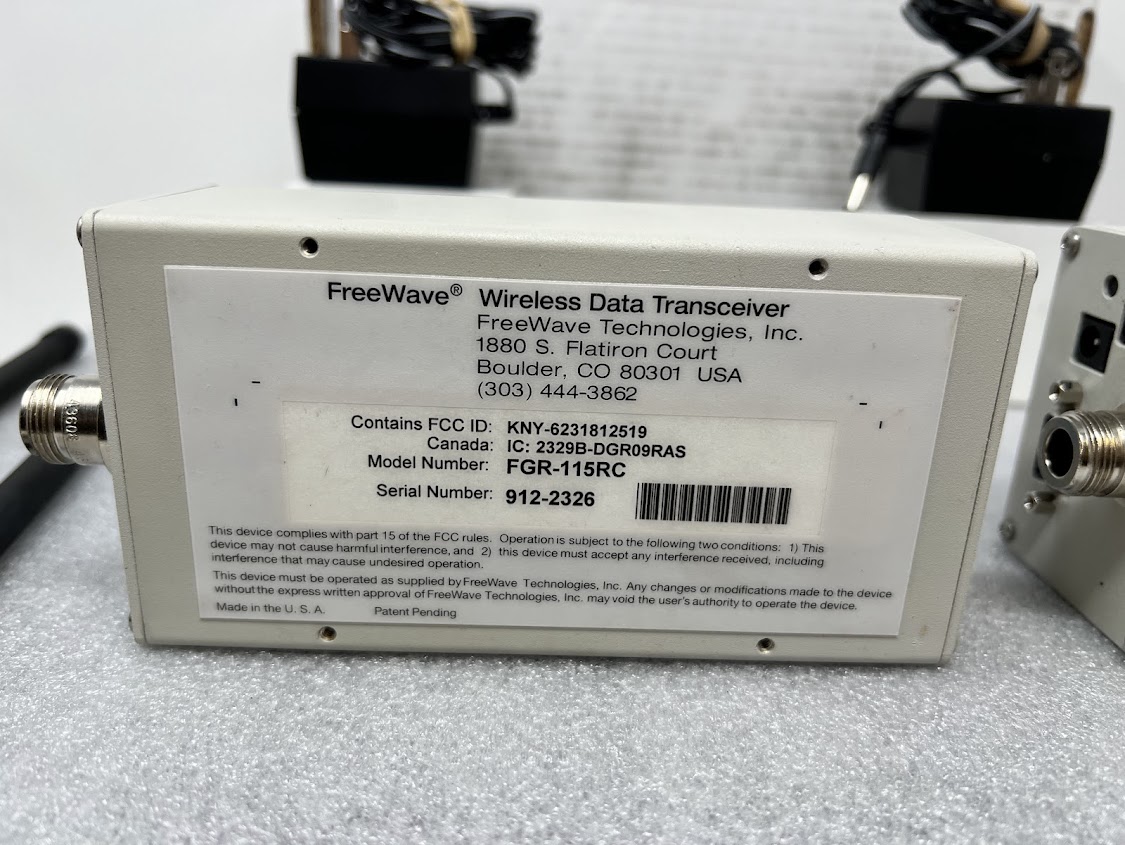 FreeWave® Wireless Data Transceiver
FreeWave Technologies, Inc.
1880 S. Flatiron Court
Boulder, CO 80301 USA
(303) 444-3862
Contains FCC ID: KNY-6231812519
Canada: IC: 2329B-DGR09RAS
Model Number: FGR-115RC
Serial Number: 912-2326
This device complies with part 15 of the FCC rules. Operation is subject to the following two conditions: 1) This
device may not cause harmful interference, and 2) this device must accept any interference received, including
interference that may cause undesired operation.
This device must be operated as supplied by FreeWave Technologies, Inc. Any changes or modifications made to the device
without the express written approval of FreeWave Technologies, Inc. may void the user's authority to operate the device.
Made in the U. S. A. Patent Pending